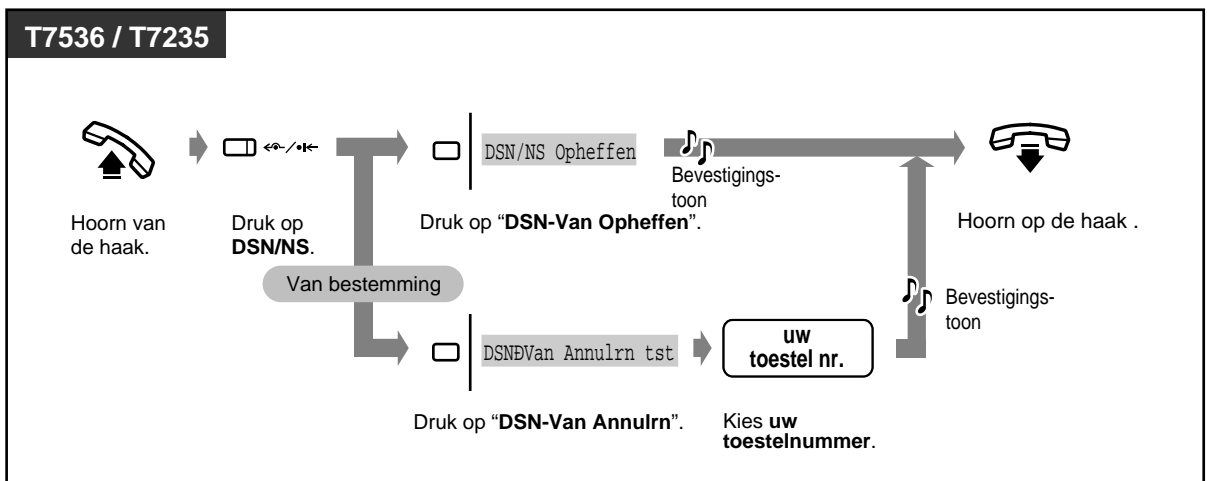 T7536 / T7235
DSN/NS Opheffen
Bevestigings-
toon
Hoorn van
de haak.
Druk op
DSN/NS.
Druk op “DSN-Van Opheffen”.
Hoorn op de haak .
Van bestemming
DSNÐVan Annulrn tst
uw
toestel nr.
Bevestigings-
toon
Druk op “DSN-Van Annulrn”.
Kies uw
toestelnummer.